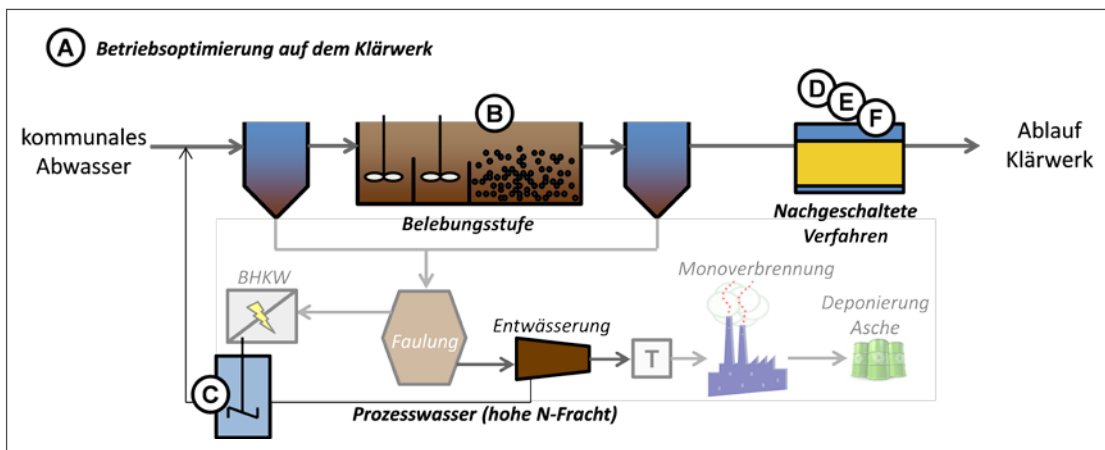 A Betriebsoptimierung auf dem Klärwerk
D
E
B
F
kommunales
Abwasser
Ablauf
Klärwerk
Belebungsstufe
Nachgeschaltete
Verfahren
BHKW
Monoverbrennung
Deponierung
Asche
Faulung
Entwässerung
T
C
Prozesswasser (hohe N-Fracht)